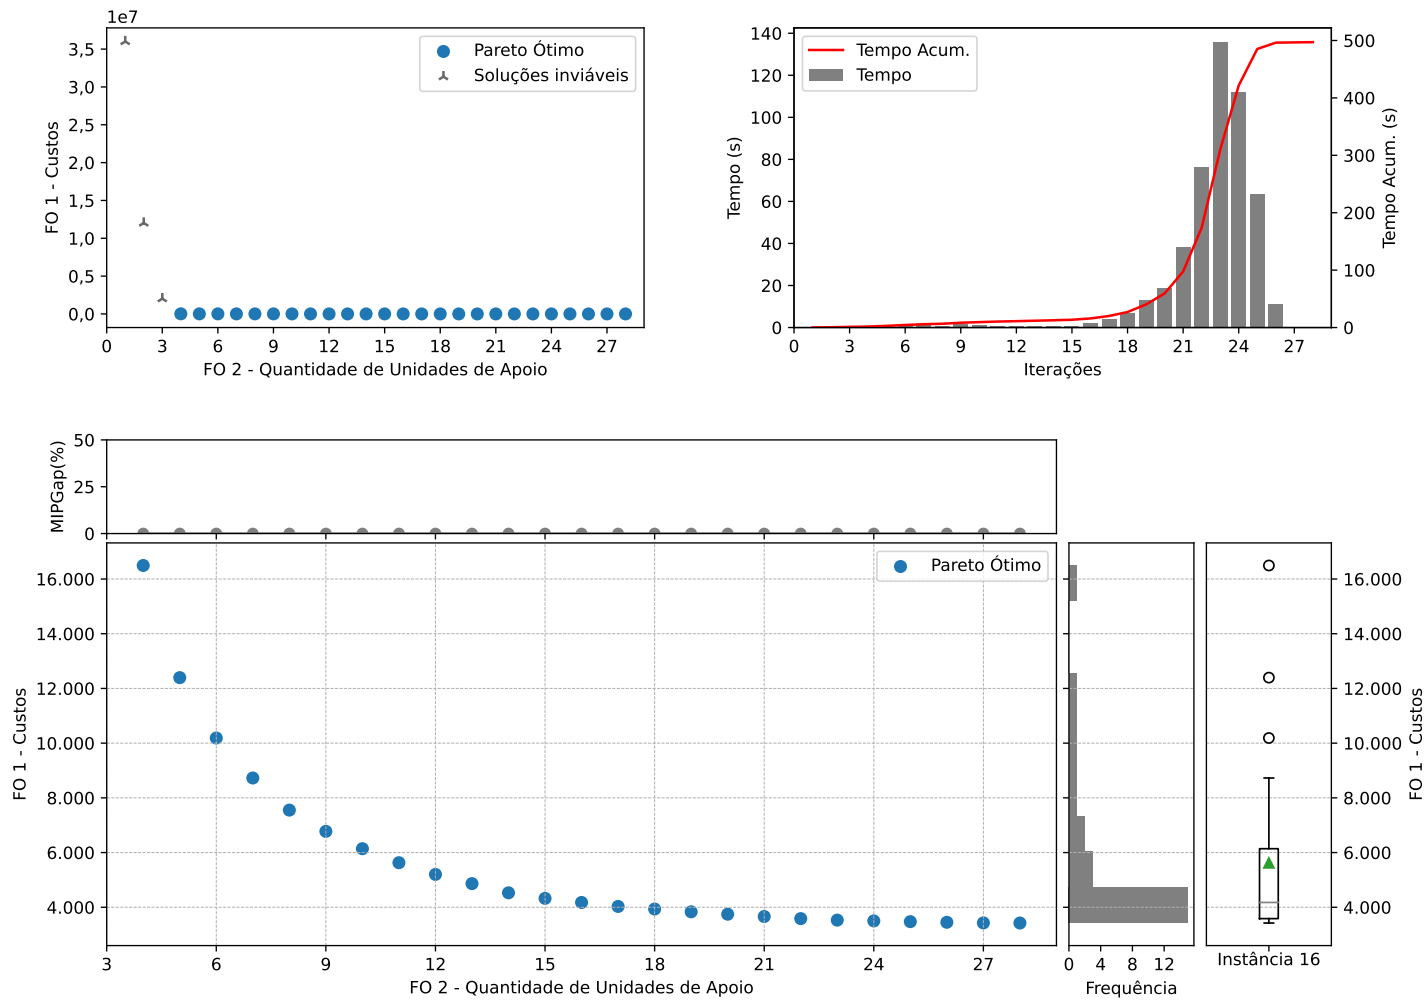 1e7
3,5
3,0
2,5
2,0
1,5
1,0
0,5
0,0
FO 1 - Custos
Pareto Ótimo
Soluções inviáveis
0 3 6 9 12 15 18 21 24 27
FO 2 - Quantidade de Unidades de Apoio
140
120
100
80
60
40
20
0
Tempo (s)
Tempo Acum.
Tempo
500
400
300
200
100
0
Tempo Acum. (s)
0 3 6 9 12 15 18 21 24 27
Iterações
50
25
0
MIPGap(%)
16.000
14.000
12.000
10.000
8.000
6.000
4.000
FO 1 - Custos
Pareto Ótimo
3 6 9 12 15 18 21 24 27
FO 2 - Quantidade de Unidades de Apoio
0 4 8 12
Frequência
16.000
14.000
12.000
10.000
8.000
6.000
4.000
FO 1 - Custos
Instância 16